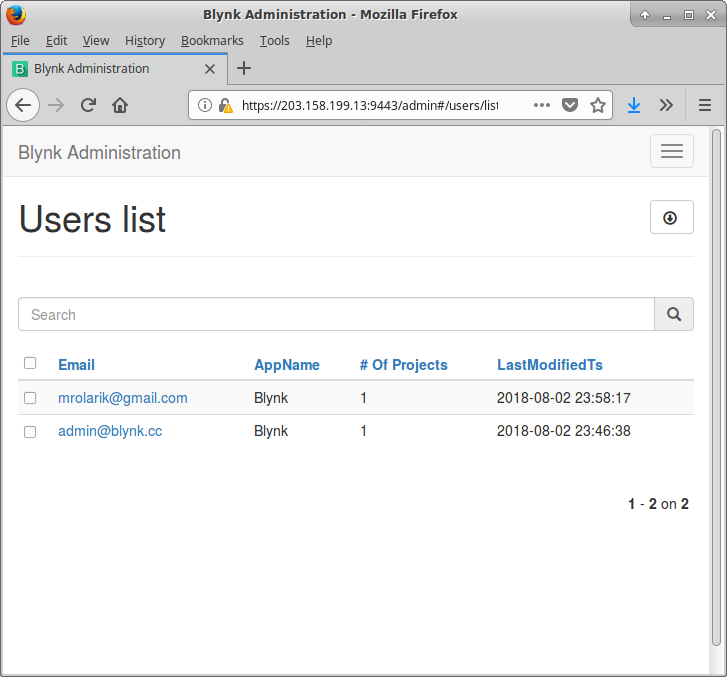 Blynk Administration - Mozilla Firefox
File Edit View History Bookmarks Tools Help
B Blynk Administration
https://203.158.199.13:9443/admin#/users/list
Blynk Administration
Users list
Search
Email AppName # Of Projects LastModifiedTs
mrolarik@gmail.com Blynk 1 2018-08-02 23:58:17
admin@blynk.cc Blynk 1 2018-08-02 23:46:38
1 - 2 on 2